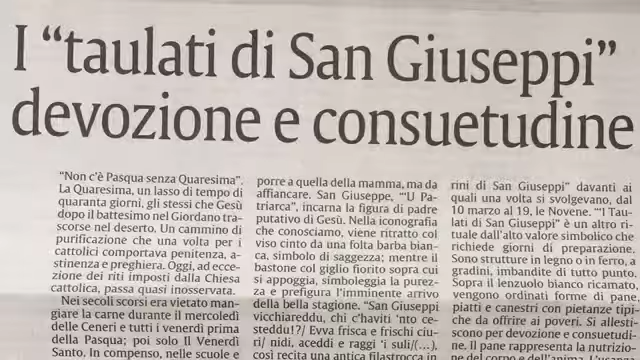 I “taulati di San Giuseppi”
devozione e consuetudine
“Non c'è Pasqua senza Quaresima”.
La Quaresima, un lasso di tempo di
quaranta giorni, gli stessi che Gesù
dopo il battesimo nel Giordano tra-
scorse nel deserto. Un cammino di
purificazione che una volta per i
cattolici comportava penitenza, a-
stinenza e preghiera. Oggi, ad ecce-
zione dei riti imposti dalla Chiesa
cattolica, passa quasi inosservata.
Nei secoli scorsi era vietato man-
giare la carne durante il mercoledì
delle Ceneri e tutti i venerdì prima
della Pasqua; poi solo Il Venerdì
Santo. In compenso, nelle scuole e
porre a quella della mamma, ma da
affiancare. San Giuseppe, “'U Pa-
triarca”, incarna la figura di padre
putativo di Gesù. Nella iconografia
che conosciamo, viene ritratto col
viso cinto da una folta barba bianca,
simbolo di saggezza; mentre il
bastone col giglio fiorito sopra cui
si appoggia, simboleggia la purez-
za e prefigura l'imminente arrivo
della bella stagione. “San Giuseppi
vicchiareddu, chi c'haviti 'nto ce-
steddu!?/ Evva frisca e frischi ciu-
ri/ nidi, aceddi e raggi 'i suli/(…),
così recita una antica filastrocca in
rini di San Giuseppi” davanti ai
quali una volta si svolgevano, dal
10 marzo al 19, le Novene. “'I Tau-
lati di San Giuseppi” è un altro ri-
tuale dall'alto valore simbolico che
richiede giorni di preparazione.
Sono strutture in legno o in ferro, a
gradini, imbandite di tutto punto.
Sopra il lenzuolo bianco ricamato,
vengono ordinati forme di pane,
piatti e canestri con pietanze tipi-
che da offrire ai poveri. Si alle-
stiscono per devozione e consuetudi-
ne. Il pane rappresenta la nutrizio-
ne del corpo e dell'anima.